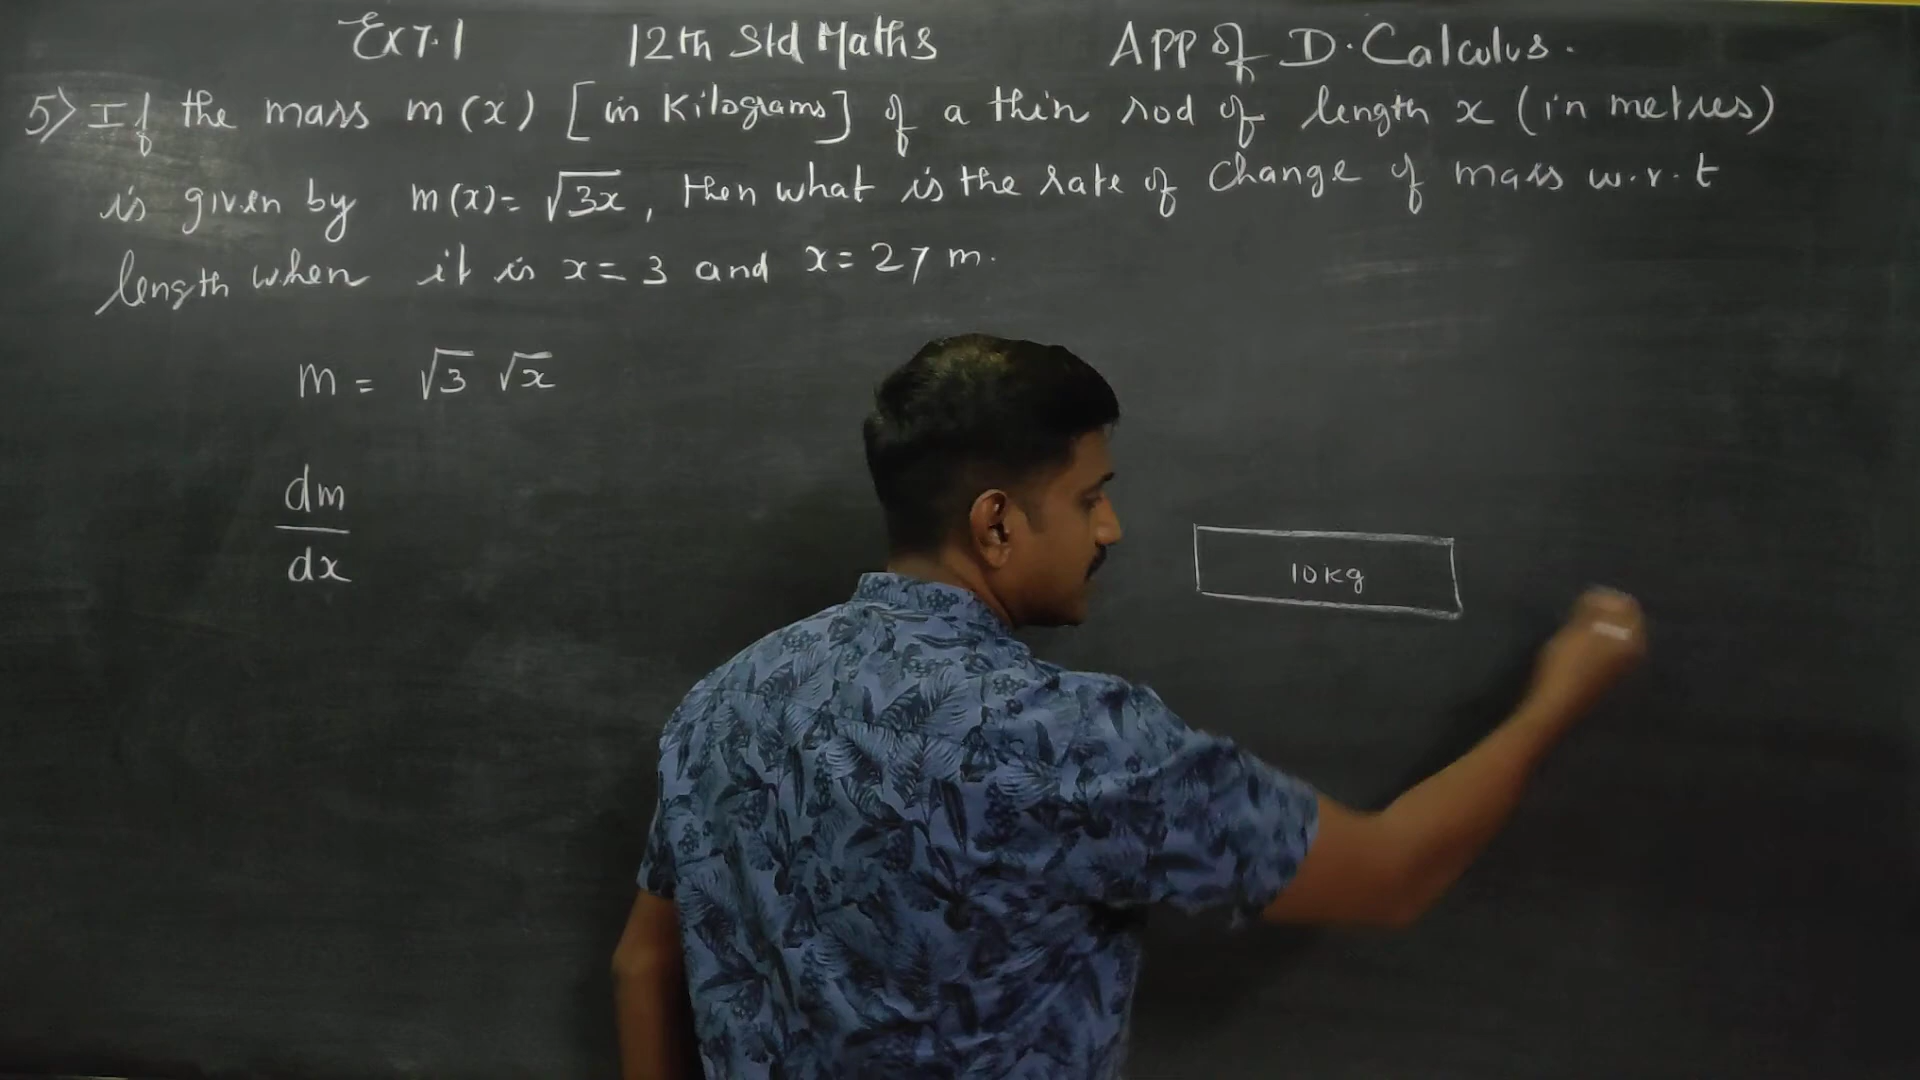 Ex 7.1 12th Std Maths APP of D. Calculus.
5) If the mass m(x) [in Kilograms] of a thin rod of length x (in metres)
is given by m(x) = √3x, then what is the rate of change of mass w.r.t
length when it is x = 3 and x = 27 m.
m = √3 √x
dm
dx
10 kg